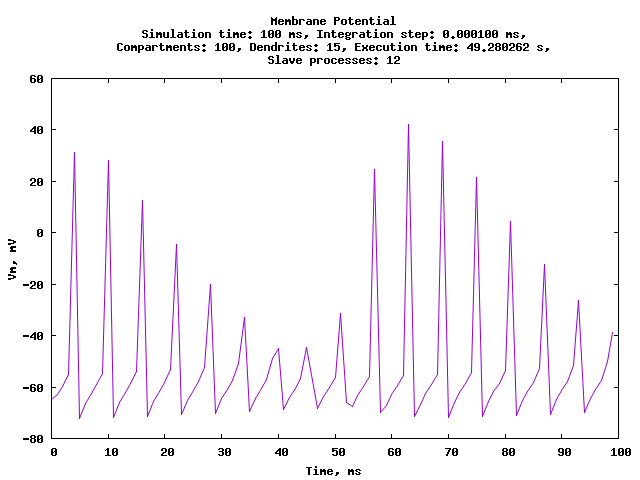 Membrane Potential
Simulation time: 100 ms, Integration step: 0.000100 ms,
Compartments: 100, Dendrites: 15, Execution time: 49.280262 s,
Slave processes: 12
60
40
20
0
-20
-40
-60
-80
Vm, mV
0 10 20 30 40 50 60 70 80 90 100
Time, ms